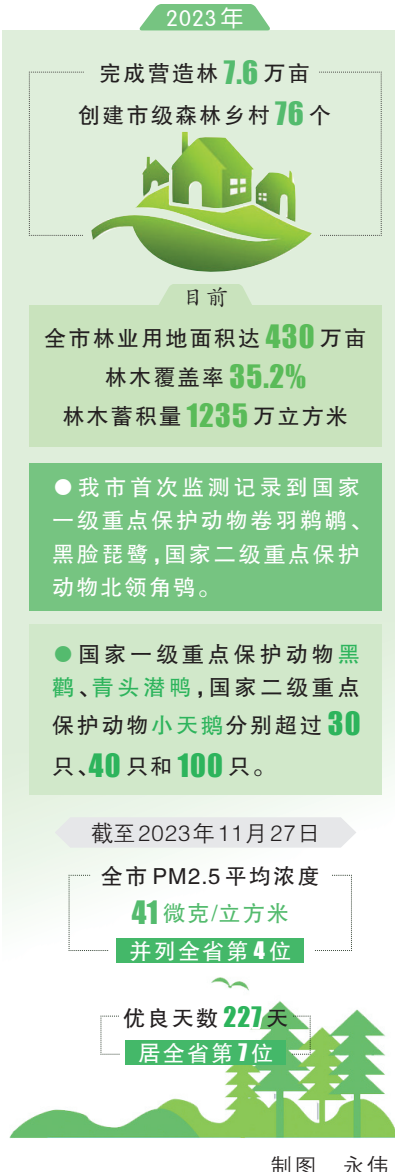 2023年
完成营造林7.6万亩
创建市级森林乡村76个
目前
全市林业用地面积达430万亩
林木覆盖率35.2%
林木蓄积量1235万立方米
●我市首次监测记录到国家
一级重点保护动物卷羽鹈鹕、
黑脸琵鹭,国家二级重点保护
动物北领角鸮。
●国家一级重点保护动物黑
鹳、青头潜鸭,国家二级重点
保护动物小天鹅分别超过30
只、40只和100只。
截至2023年11月27日
全市PM2.5平均浓度
41微克/立方米
并列全省第4位
优良天数227天
居全省第7位
制图 永伟